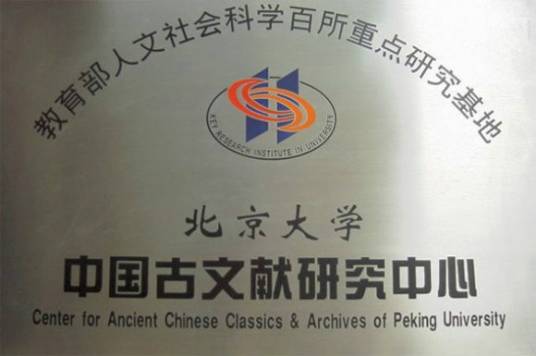 教育部人文社会科学百所重点研究基地
KEY RESEARCH INSTITUTE IN UNIVERSITY
北京大学
中国古文献研究中心
Center for Ancient Chinese Classics & Archives of Peking University